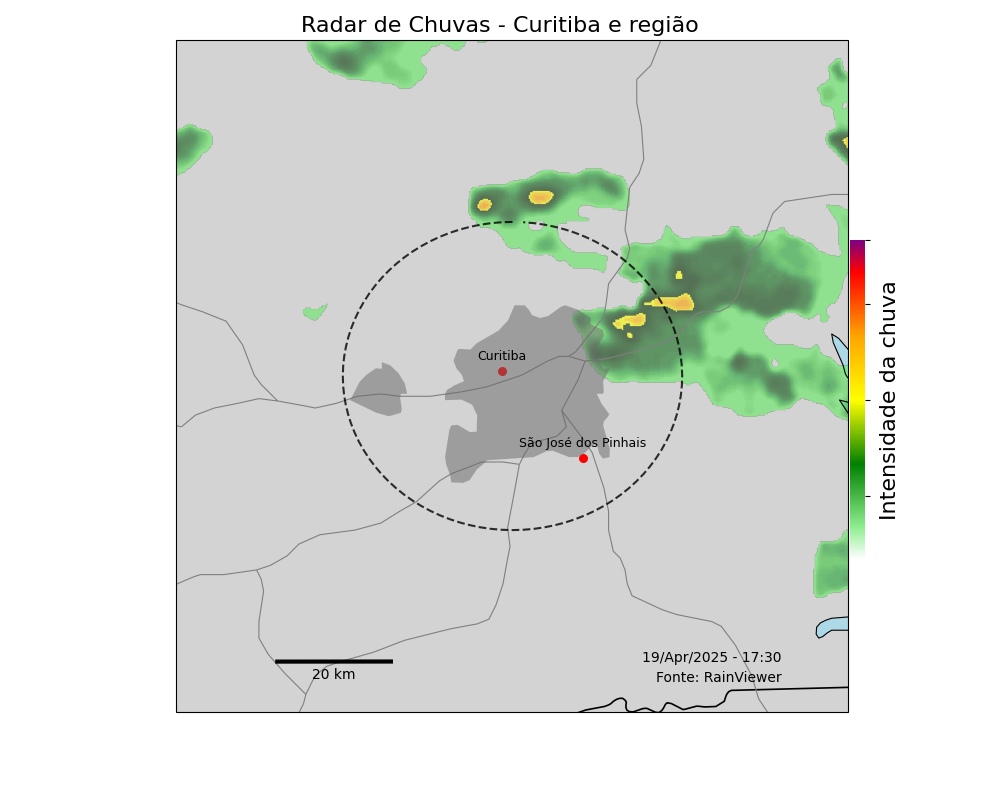 Radar de Chuvas - Curitiba e região
Curitiba
São José dos Pinhais
Intensidade da chuva
19/Apr/2025 - 17:30
Fonte: RainViewer
20 km